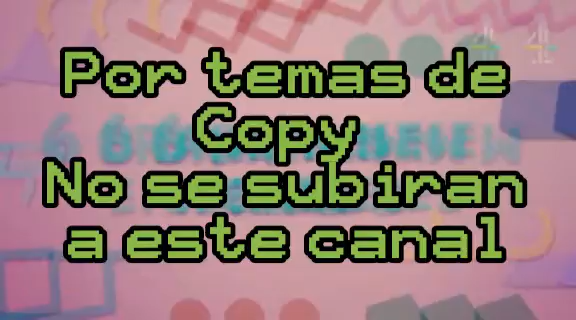 Por temas de
Copy
No se subiran
a este canal